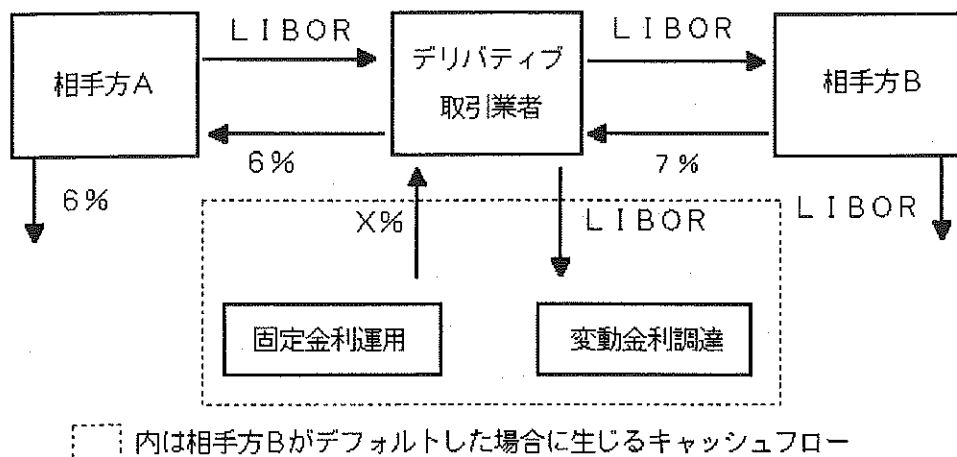 LIBOR
LIBOR
相手方A
デリバティブ
取引業者
相手方B
6%
7%
6%
X%
LIBOR
LIBOR
固定金利運用
変動金利調達
内は相手方Bがデフォルトした場合に生じるキャッシュフロー